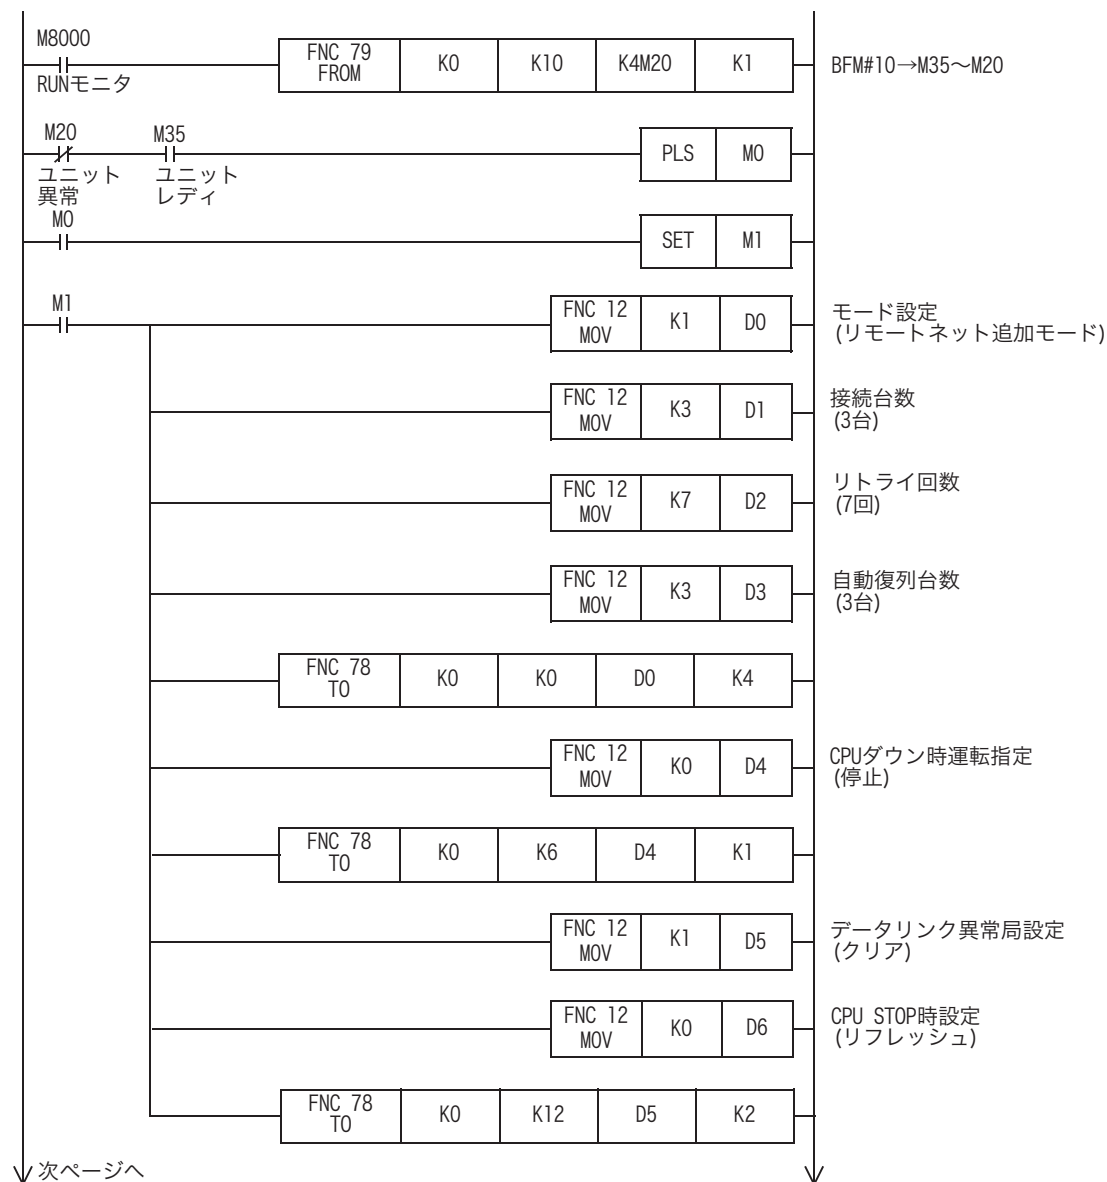 M8000
RUNモニタ
FNC 79
FROM
K0
K10
K4M20
K1
BFM#10→M35～M20
M20
ユニット
異常
M35
ユニット
レディ
PLS
M0
M0
SET
M1
M1
FNC 12
MOV
K1
D0
モード設定
(リモートネット追加モード)
FNC 12
MOV
K3
D1
接続台数
(3台)
FNC 12
MOV
K7
D2
リトライ回数
(7回)
FNC 12
MOV
K3
D3
自動復列台数
(3台)
FNC 78
TO
K0
K0
D0
K4
FNC 12
MOV
K0
D4
CPUダウン時運転指定
(停止)
FNC 78
TO
K0
K6
D4
K1
FNC 12
MOV
K1
D5
データリンク異常局設定
(クリア)
FNC 12
MOV
K0
D6
CPU STOP時設定
(リフレッシュ)
FNC 78
TO
K0
K12
D5
K2
次ページへ